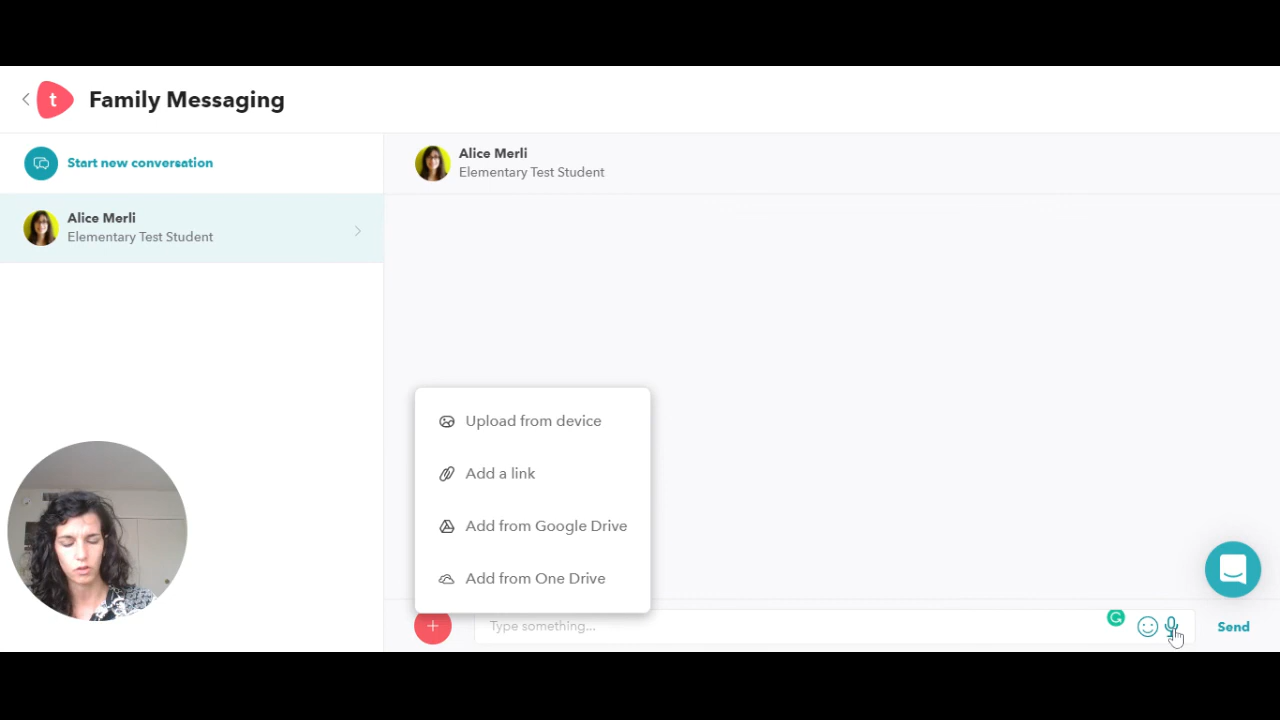 t
Family Messaging
Start new conversation
Alice Merli
Elementary Test Student
Alice Merli
Elementary Test Student
Upload from device
Add a link
Add from Google Drive
Add from One Drive
Type something...
Send